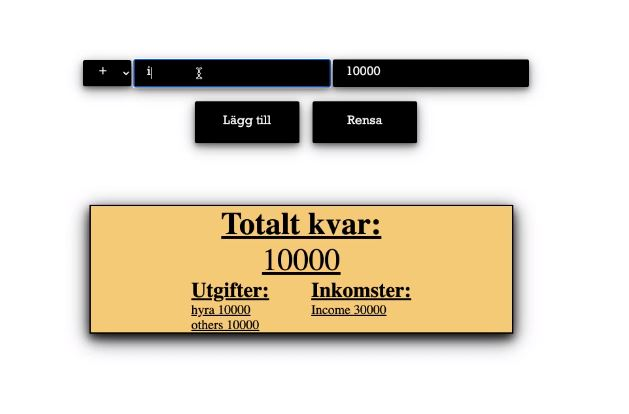 + i 10000
Lägg till Rensa
Totalt kvar:
10000
Utgifter: Inkomster:
hyra 10000 Income 30000
others 10000